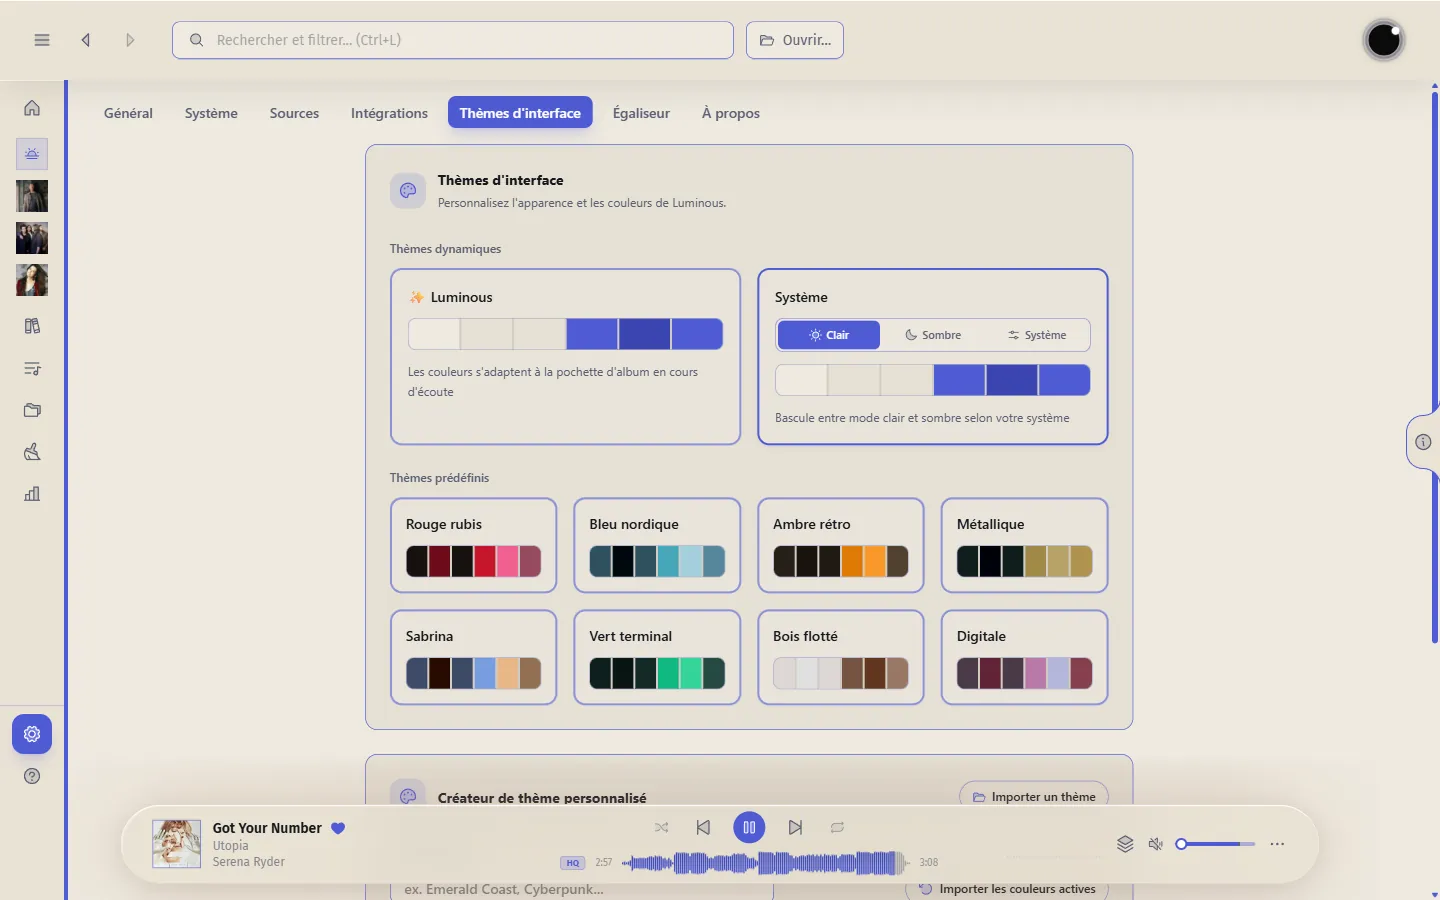 Rechercher et filtrer... (Ctrl+L)
Ouvrir...
Général
Système
Sources
Intégrations
Thèmes d'interface
Égaliseur
À propos
Thèmes d'interface
Personnalisez l'apparence et les couleurs de Luminous.
Thèmes dynamiques
✨ Luminous
Les couleurs s'adaptent à la pochette d'album en cours
d'écoute
Système
Clair
Sombre
Système
Bascule entre mode clair et sombre selon votre système
Thèmes prédéfinis
Rouge rubis
Bleu nordique
Ambre rétro
Métallique
Sabrina
Vert terminal
Bois flotté
Digitale
Créateur de thème personnalisé
Importer un thème
Got Your Number
Utopia
Serena Ryder
HQ
2:57
3:08
ex. Emerald Coast, Cyberpunk...
Importer les couleurs actives